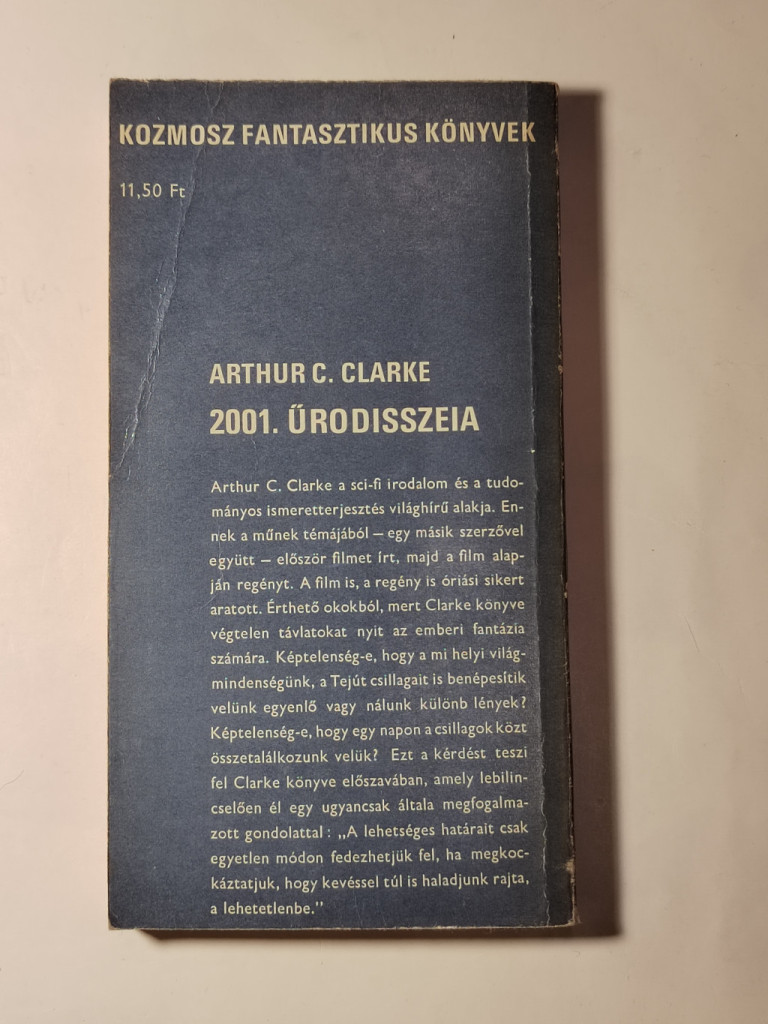 KOZMOSZ FANTASZTIKUS KÖNYVEK
11,50 Ft
ARTHUR C. CLARKE
2001. ŰRODISSZEIA
Arthur C. Clarke a sci-fi irodalom és a tudo-
mányos ismeretterjesztés világhírű alakja. En-
nek a műnek témájából – egy másik szerzővel
együtt – először filmet írt, majd a film alap-
ján regényt. A film is, a regény is óriási sikert
aratott. Érthető okokból, mert Clarke könyve
végtelen távlatokat nyit az emberi fantázia
számára. Képtelenség-e, hogy a mi helyi világ-
mindenségünk, a Tejút csillagait is benépesítik
velünk egyenlő vagy nálunk különb lények?
Képtelenség-e, hogy egy napon a csillagok közt
összetalálkozunk velük? Ezt a kérdést teszi
fel Clarke könyve előszavában, amely lebilin-
cselően él egy ugyancsak általa megfogalma-
zott gondolattal: „A lehetséges határait csak
egyetlen módon fedezhetjük fel, ha megkoc-
káztatjuk, hogy kevéssel túl is haladjunk rajta,
a lehetetlenbe.”